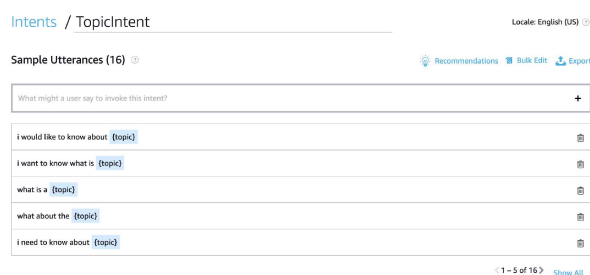 Intents / TopicIntent
Locale: English (US)
Sample Utterances (16)
Recommendations Bulk Edit Export
What might a user say to invoke this intent?
i would like to know about {topic}
i want to know what is {topic}
what is a {topic}
what about the {topic}
i need to know about {topic}
< 1 – 5 of 16 > Show All